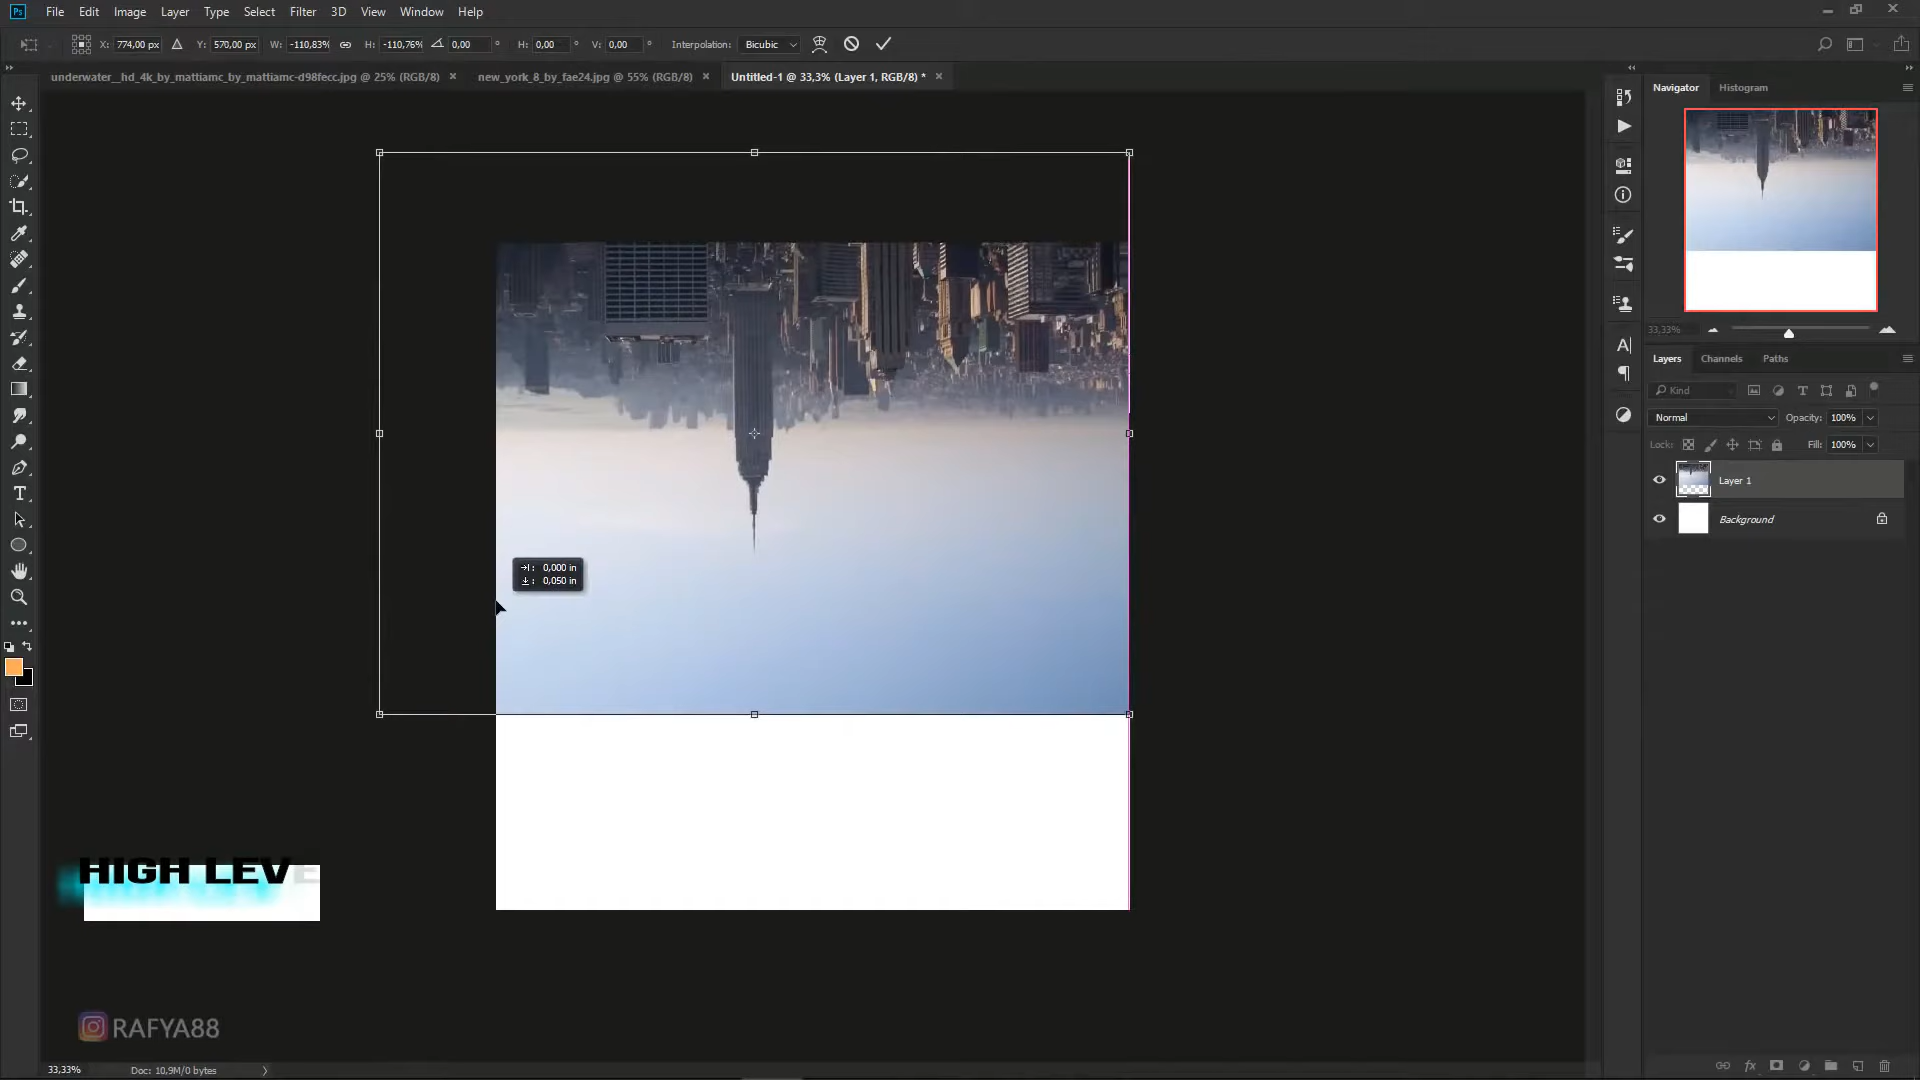 Ps File Edit Image Layer Type Select Filter 3D View Window Help
X: 774,00 px Y: 570,00 px W: -110,83% H: -110,76% 0,00 ° H: 0,00 ° V: 0,00 ° Interpolation: Bicubic
underwater__hd_4k_by_mattiamc_by_mattiamc-d98fecc.jpg @ 25% (RGB/8) × new_york_8_by_fae24.jpg @ 55% (RGB/8) × Untitled-1 @ 33,3% (Layer 1, RGB/8) * ×
Navigator Histogram
33,33%
Layers Channels Paths
Kind
Normal Opacity: 100%
Lock: Fill: 100%
Layer 1
Background
0,000 in
0,050 in
HIGH LEVE
RAFYA88
33,33% Doc: 10,9M/0 bytes